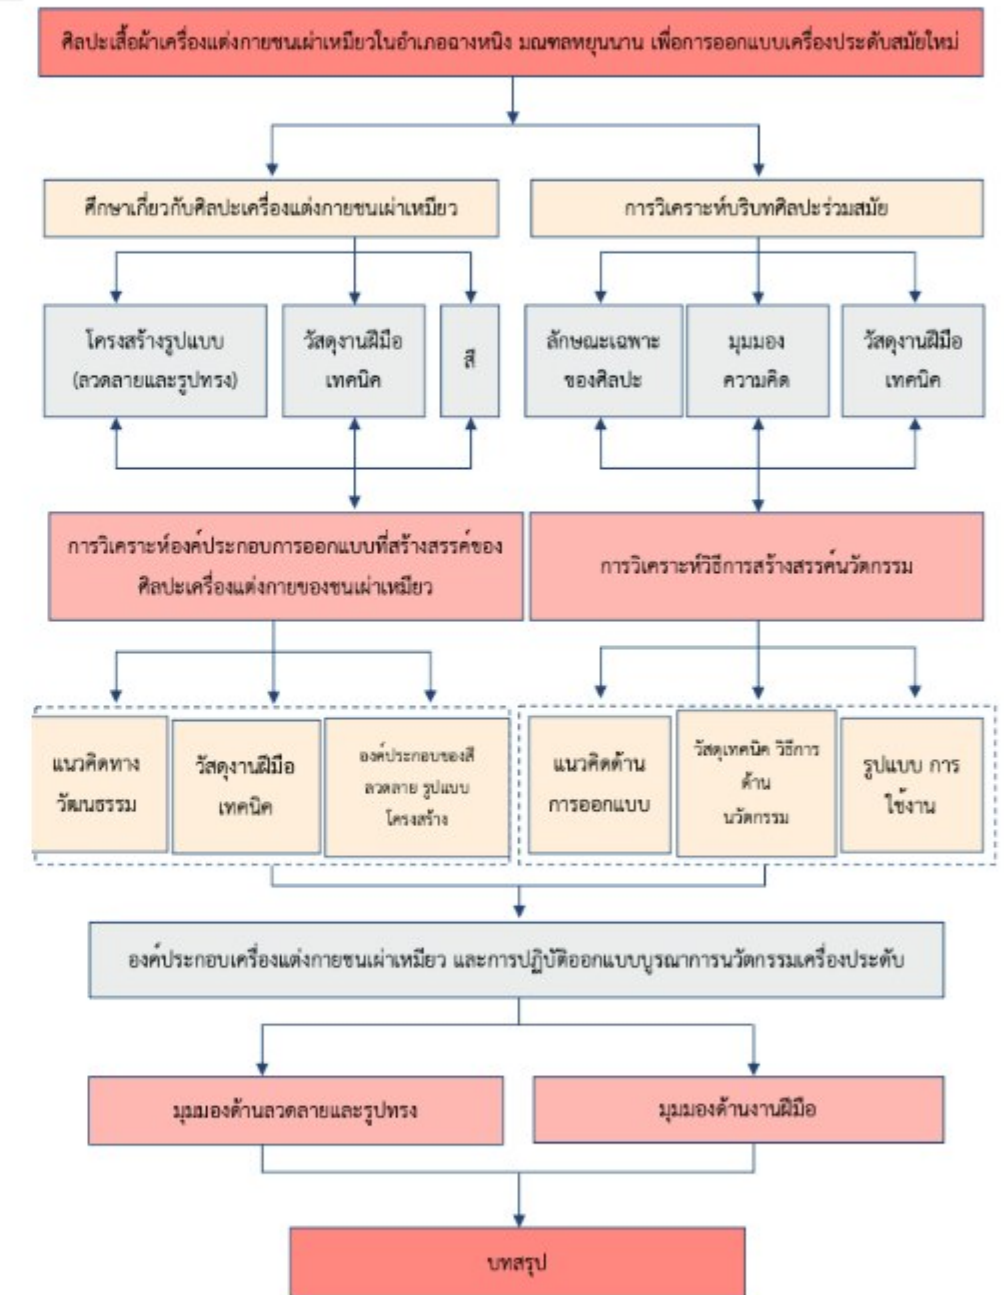 ศิลปะเสื้อผ้าเครื่องแต่งกายชนเผ่าเหมียวในอำเภอฉางหนิง มณฑลหยุนนาน เพื่อการออกแบบเครื่องประดับสมัยใหม่
ศึกษาเกี่ยวกับศิลปะเครื่องแต่งกายชนเผ่าเหมียว
การวิเคราะห์บริบทศิลปะร่วมสมัย
โครงสร้างรูปแบบ
(ลวดลายและรูปทรง)
วัสดุงานฝีมือ
เทคนิค
สี
ลักษณะเฉพาะ
ของศิลปะ
มุมมอง
ความคิด
วัสดุงานฝีมือ
เทคนิค
การวิเคราะห์องค์ประกอบการออกแบบที่สร้างสรรค์ของ
ศิลปะเครื่องแต่งกายของชนเผ่าเหมียว
การวิเคราะห์วิธีการสร้างสรรค์นวัตกรรม
แนวคิดทาง
วัฒนธรรม
วัสดุงานฝีมือ
เทคนิค
องค์ประกอบของสี
ลวดลาย รูปแบบ
โครงสร้าง
แนวคิดด้าน
การออกแบบ
วัสดุเทคนิค วิธีการ
ด้าน
นวัตกรรม
รูปแบบ การ
ใช้งาน
องค์ประกอบเครื่องแต่งกายชนเผ่าเหมียว และการปฏิบัติออกแบบบูรณาการนวัตกรรมเครื่องประดับ
มุมมองด้านลวดลายและรูปทรง
มุมมองด้านงานฝีมือ
บทสรุป